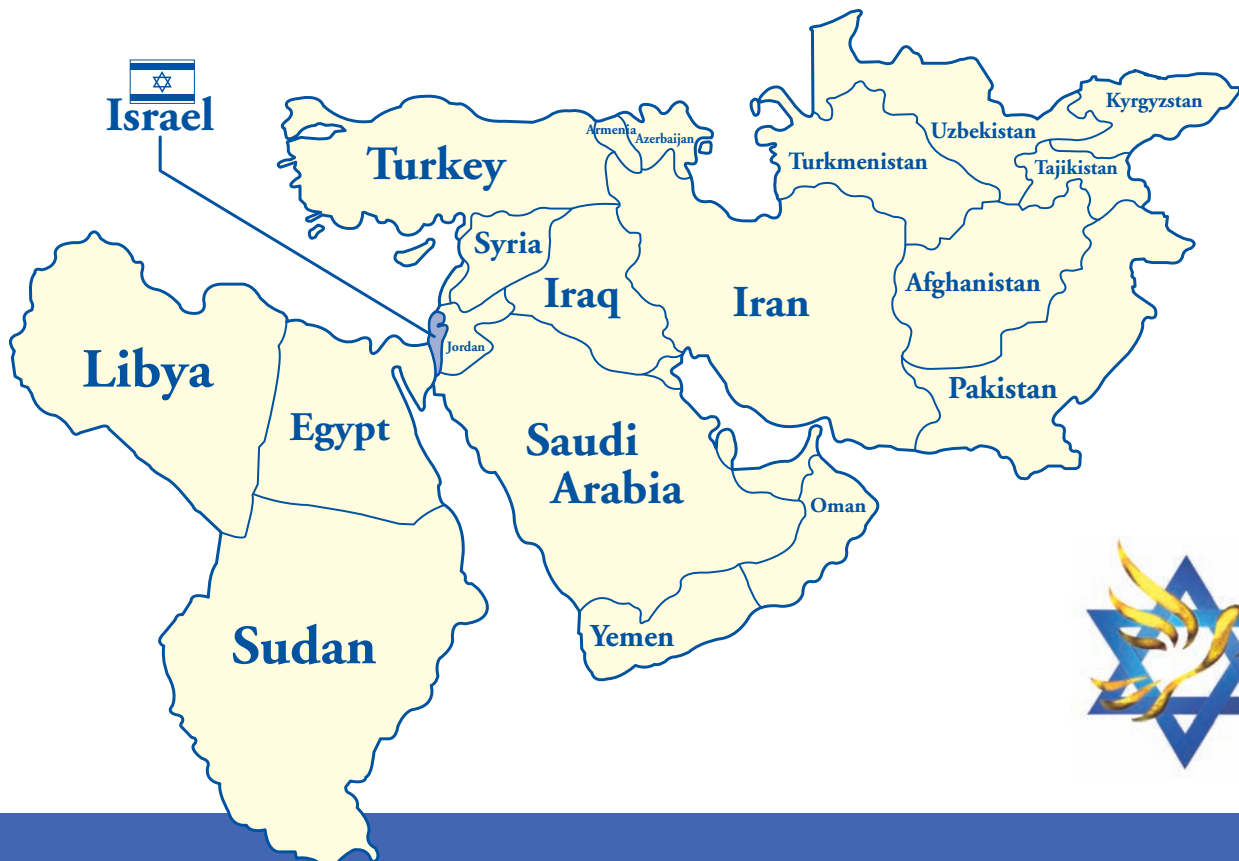 Israel
Turkey
Armenia
Azerbaijan
Uzbekistan
Kyrgyzstan
Turkmenistan
Tajikistan
Syria
Iraq
Iran
Afghanistan
Jordan
Libya
Egypt
Saudi
Arabia
Pakistan
Oman
Sudan
Yemen